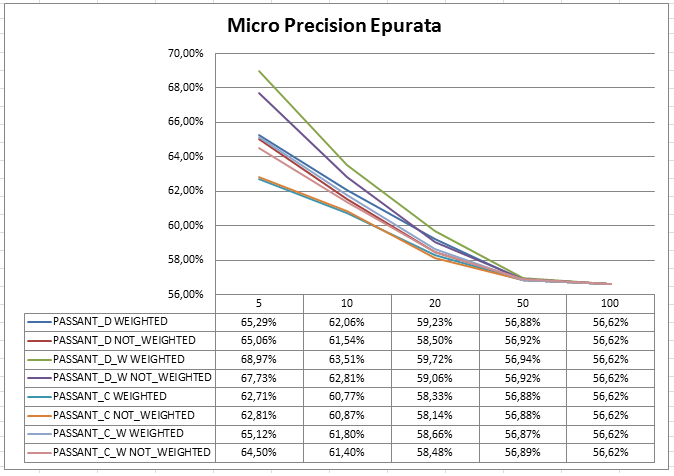 Micro Precision Epurata
70,00%
68,00%
66,00%
64,00%
62,00%
60,00%
58,00%
56,00%
5 10 20 50 100
PASSANT_D WEIGHTED 65,29% 62,06% 59,23% 56,88% 56,62%
PASSANT_D NOT_WEIGHTED 65,06% 61,54% 58,50% 56,92% 56,62%
PASSANT_D_W WEIGHTED 68,97% 63,51% 59,72% 56,94% 56,62%
PASSANT_D_W NOT_WEIGHTED 67,73% 62,81% 59,06% 56,92% 56,62%
PASSANT_C WEIGHTED 62,71% 60,77% 58,33% 56,88% 56,62%
PASSANT_C NOT_WEIGHTED 62,81% 60,87% 58,14% 56,88% 56,62%
PASSANT_C_W WEIGHTED 65,12% 61,80% 58,66% 56,87% 56,62%
PASSANT_C_W NOT_WEIGHTED 64,50% 61,40% 58,48% 56,89% 56,62%